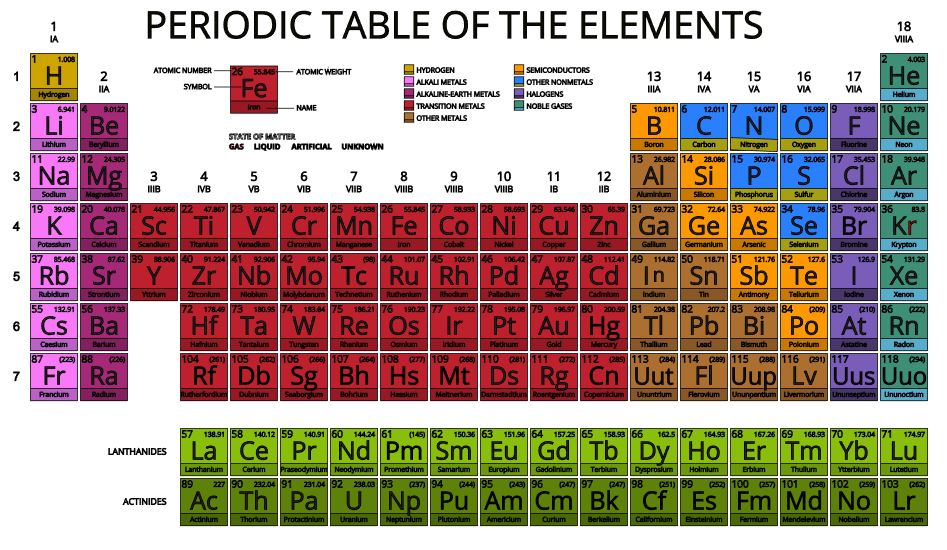 PERIODIC TABLE OF THE ELEMENTS
1 18
IA VIIIA
1 1.008 2 4.003
H He
Hydrogen Helium
ATOMIC NUMBER 26 55.845 ATOMIC WEIGHT
SYMBOL Fe
Iron NAME
HYDROGEN SEMICONDUCTORS
ALKALI METALS OTHER NONMETALS
ALKALINE-EARTH METALS HALOGENS
TRANSITION METALS NOBLE GASES
OTHER METALS
STATE OF MATTER
GAS LIQUID ARTIFICIAL UNKNOWN
1 2 13 14 15 16 17
IIA IIIA IVA VA VIA VIIA
2 3 6.941 4 9.0122 5 10.811 6 12.011 7 14.007 8 15.999 9 18.998 10 20.179
Li Be B C N O F Ne
Lithium Beryllium Boron Carbon Nitrogen Oxygen Fluorine Neon
3 11 22.99 12 24.305 13 26.982 14 28.086 15 30.974 16 32.065 17 35.453 18 39.948
Na Mg Al Si P S Cl Ar
Sodium Magnesium Aluminium Silicon Phosphorus Sulfur Chlorine Argon
3 4 5 6 7 8 9 10 11 12
IIIB IVB VB VIB VIIB VIIIB VIIIB VIIIB IB IIB
4 19 39.098 20 40.078 21 44.956 22 47.867 23 50.942 24 51.996 25 54.938 26 55.845 27 58.933 28 58.693 29 63.546 30 65.39 31 69.723 32 72.64 33 74.922 34 78.96 35 79.904 36 83.8
K Ca Sc Ti V Cr Mn Fe Co Ni Cu Zn Ga Ge As Se Br Kr
Potassium Calcium Scandium Titanium Vanadium Chromium Manganese Iron Cobalt Nickel Copper Zinc Gallium Germanium Arsenic Selenium Bromine Krypton
5 37 85.468 38 87.62 39 88.906 40 91.224 41 92.906 42 95.94 43 (98) 44 101.07 45 102.91 46 106.42 47 107.87 48 112.41 49 114.82 50 118.71 51 121.76 52 127.6 53 126.9 54 131.29
Rb Sr Y Zr Nb Mo Tc Ru Rh Pd Ag Cd In Sn Sb Te I Xe
Rubidium Strontium Yttrium Zirconium Niobium Molybdenum Technetium Ruthenium Rhodium Palladium Silver Cadmium Indium Tin Antimony Tellurium Iodine Xenon
6 55 132.91 56 137.33 72 178.49 73 180.95 74 183.84 75 186.21 76 190.23 77 192.22 78 195.08 79 196.97 80 200.59 81 204.38 82 207.2 83 208.98 84 (209) 85 (210) 86 (222)
Cs Ba Hf Ta W Re Os Ir Pt Au Hg Tl Pb Bi Po At Rn
Caesium Barium Hafnium Tungsten Rhenium Osmium Iridium Platinum Gold Mercury Thallium Lead Bismuth Polonium Astatine Radon
7 87 (223) 88 (226) 104 (261) 105 (262) 106 (266) 107 (264) 108 (277) 109 (268) 110 (281) 111 (272) 112 (285) 113 (284) 114 (289) 115 (288) 116 (291) 117 118 (294)
Fr Ra Rf Db Sg Bh Hs Mt Ds Rg Cn Uut Fl Uup Lv Uus Uuo
Francium Radium Rutherfordium Dubnium Seaborgium Bohrium Hassium Meitnerium Darmstadtium Roentgenium Copernicium Ununtrium Flerovium Ununpentium Livermorium Ununseptium Ununoctium
57 138.91 58 140.12 59 140.91 60 144.24 61 (145) 62 150.36 63 151.96 64 157.25 65 158.93 66 162.5 67 164.93 68 167.26 69 168.93 70 173.04 71 174.97
LANTHANIDES La Ce Pr Nd Pm Sm Eu Gd Tb Dy Ho Er Tm Yb Lu
Lanthanium Cerium Praseodymium Neodymium Promethium Samarium Europium Gadolinium Terbium Dysprosium Holmium Erbium Thulium Ytterbium Lutetium
89 227 90 232.04 91 231.04 92 238.03 93 (237) 94 (244) 95 (243) 96 (247) 97 (247) 98 (251) 99 (252) 100 (257) 101 (258) 102 (259) 103 (262)
ACTINIDES Ac Th Pa U Np Pu Am Cm Bk Cf Es Fm Md No Lr
Actinium Thorium Protactinium Uranium Neptunium Plutonium Americium Curium Berkelium Californium Einsteinium Fermium Mendelevium Nobelium Lawrencium